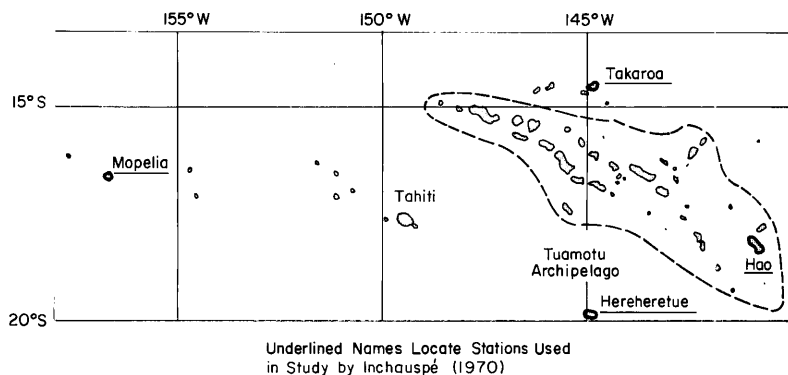 155°W 150°W 145°W
Takaroa
15°S
Mopelia
Tahiti
Tuamotu
Archipelago
Hao
Hereheretue
20°S
Underlined Names Locate Stations Used
in Study by Inchauspé (1970)